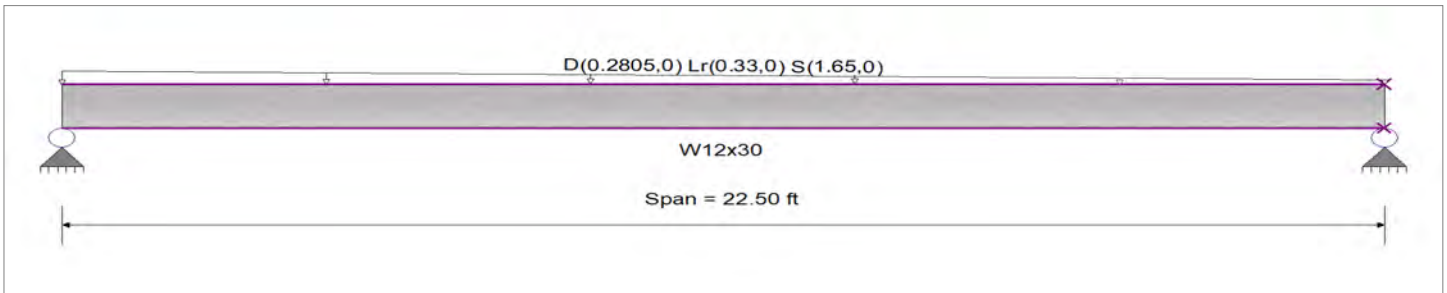 D(0.2805,0) Lr(0.33,0) S(1.65,0)
W12x30
Span = 22.50 ft